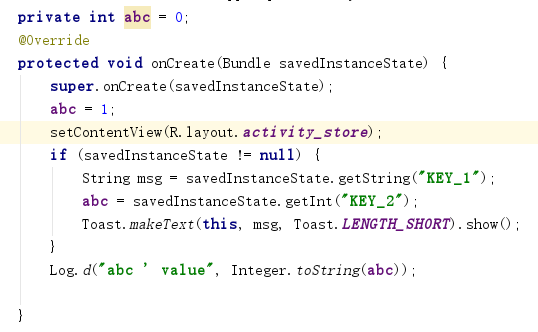 private int abc = 0;
@Override
protected void onCreate(Bundle savedInstanceState) {
super.onCreate(savedInstanceState);
abc = 1;
setContentView(R.layout.activity_store);
if (savedInstanceState != null) {
String msg = savedInstanceState.getString("KEY_1");
abc = savedInstanceState.getInt("KEY_2");
Toast.makeText(this, msg, Toast.LENGTH_SHORT).show();
}
Log.d("abc ' value", Integer.toString(abc));
}